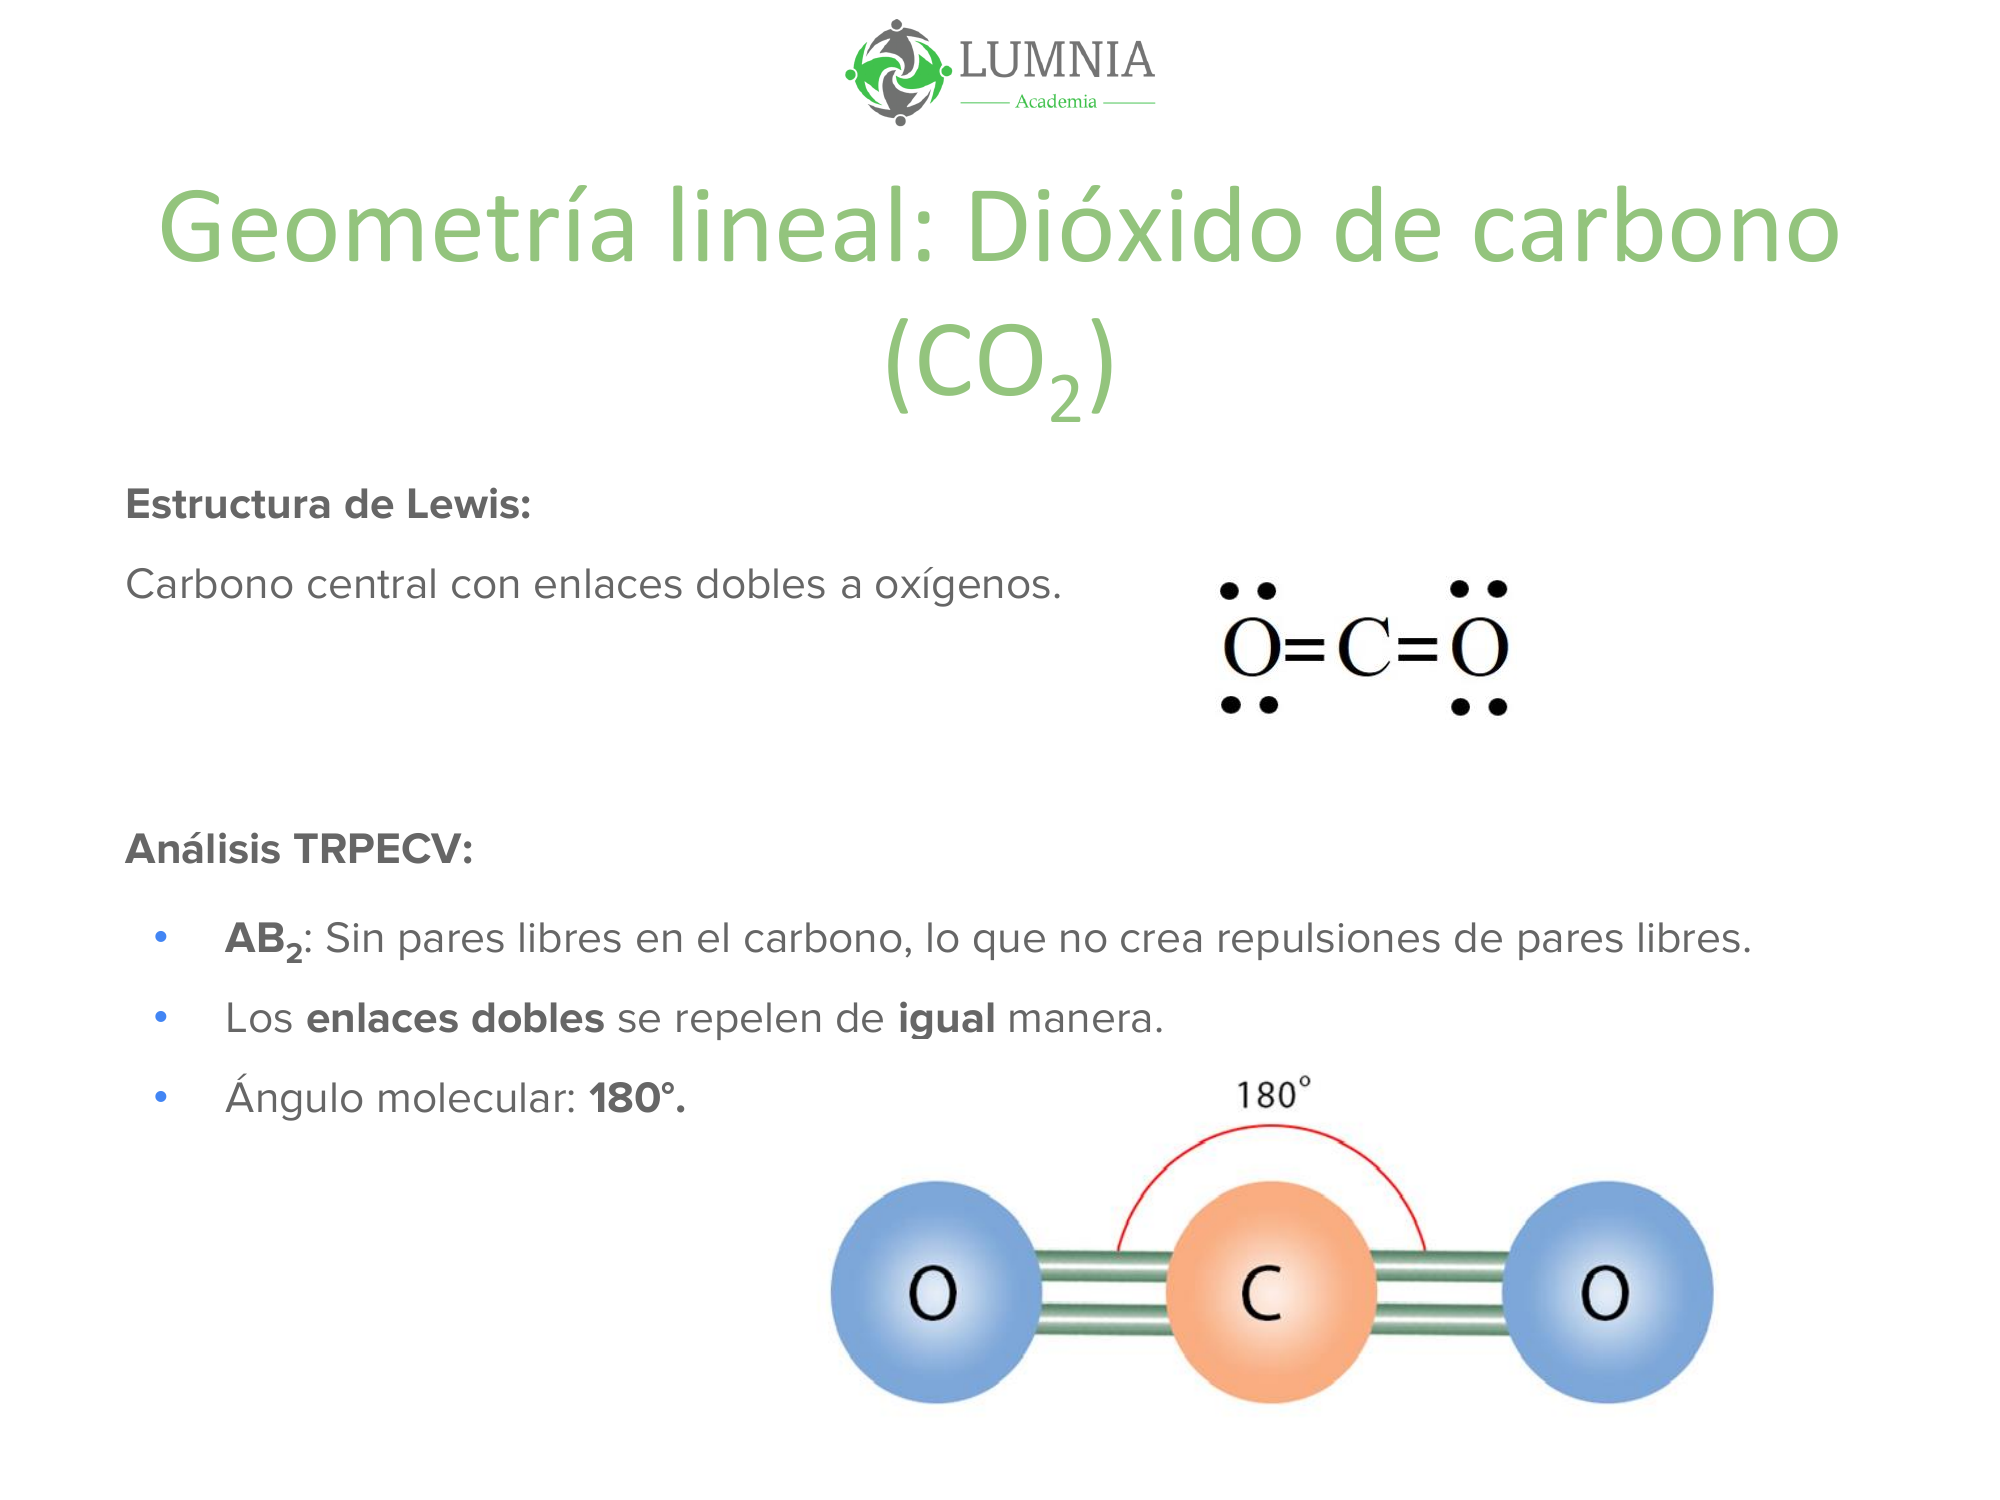 LUMNIA
Academia
Geometría lineal: Dióxido de carbono
(CO₂)
Estructura de Lewis:
Carbono central con enlaces dobles a oxígenos.
O=C=O
Análisis TRPECV:
• AB₂: Sin pares libres en el carbono, lo que no crea repulsiones de pares libres.
• Los enlaces dobles se repelen de igual manera.
• Ángulo molecular: 180°.
180°
O C O